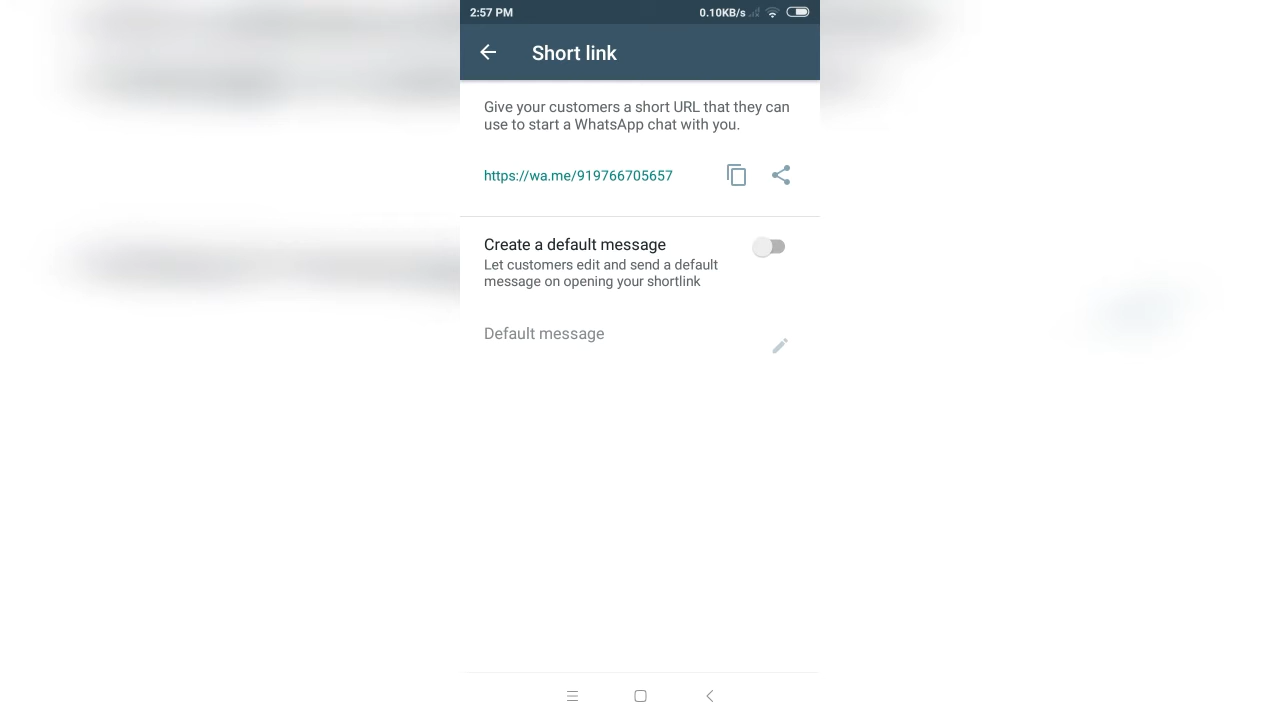 2:57 PM 0.10KB/s
Short link
Give your customers a short URL that they can
use to start a WhatsApp chat with you.
https://wa.me/919766705657
Create a default message
Let customers edit and send a default
message on opening your shortlink
Default message